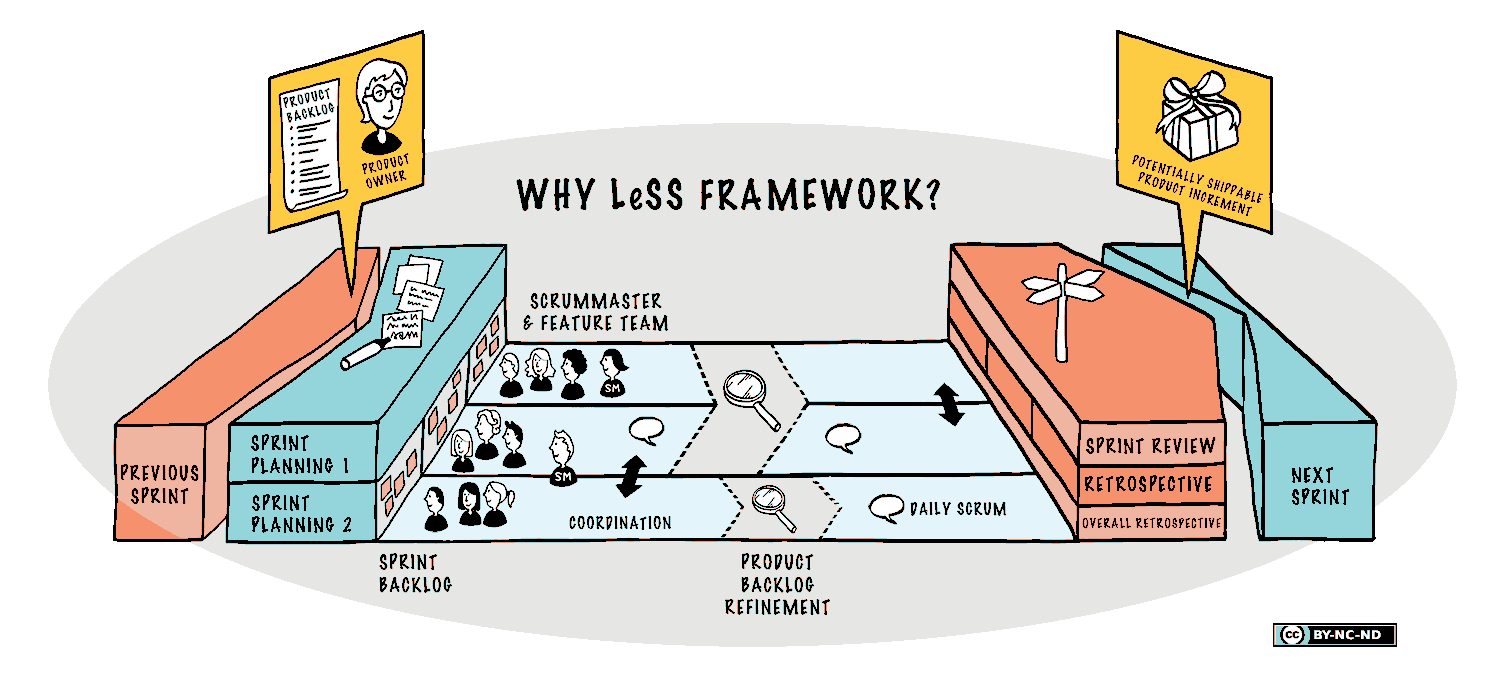 PRODUCT
BACKLOG
PRODUCT
OWNER
WHY LeSS FRAMEWORK?
POTENTIALLY SHIPPABLE
PRODUCT INCREMENT
SCRUMMASTER
& FEATURE TEAM
SM
SM
PREVIOUS
SPRINT
SPRINT
PLANNING 1
SPRINT
PLANNING 2
COORDINATION
DAILY SCRUM
SPRINT REVIEW
RETROSPECTIVE
OVERALL RETROSPECTIVE
NEXT
SPRINT
SPRINT
BACKLOG
PRODUCT
BACKLOG
REFINEMENT
cc BY-NC-ND